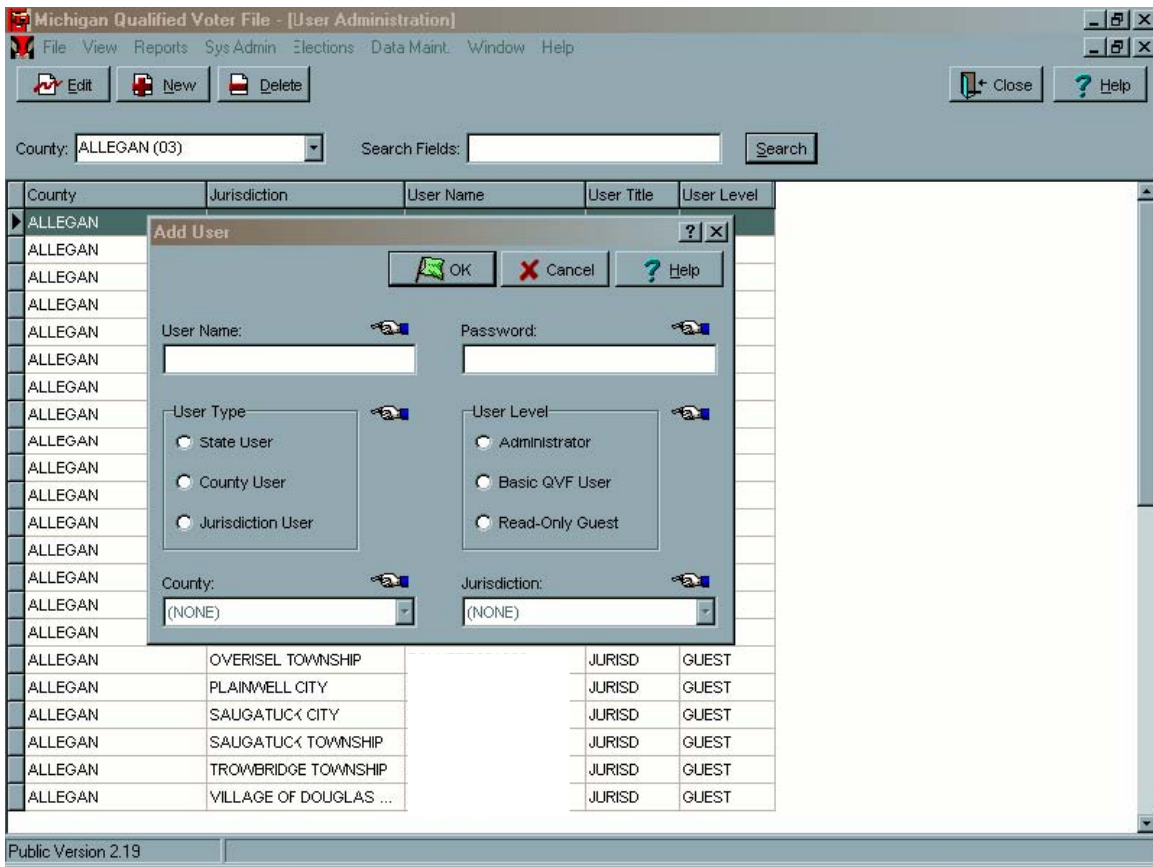 Michigan Qualified Voter File - [User Administration]
File View Reports Sys Admin Elections Data Maint. Window Help
Edit New Delete Close Help
County: ALLEGAN (03) Search Fields: Search
County Jurisdiction User Name User Title User Level
ALLEGAN
Add User
ALLEGAN
OK Cancel Help
ALLEGAN
ALLEGAN
ALLEGAN
User Name: Password:
ALLEGAN
ALLEGAN
ALLEGAN
User Type User Level
ALLEGAN
State User Administrator
ALLEGAN
County User Basic QVF User
ALLEGAN
ALLEGAN
Jurisdiction User Read-Only Guest
ALLEGAN
ALLEGAN
County: Jurisdiction:
ALLEGAN
(NONE) (NONE)
ALLEGAN
ALLEGAN OVERISEL TOWNSHIP JURISD GUEST
ALLEGAN PLAINWELL CITY JURISD GUEST
ALLEGAN SAUGATUCK CITY JURISD GUEST
ALLEGAN SAUGATUCK TOWNSHIP JURISD GUEST
ALLEGAN TROWBRIDGE TOWNSHIP JURISD GUEST
ALLEGAN VILLAGE OF DOUGLAS ... JURISD GUEST
Public Version 2.19